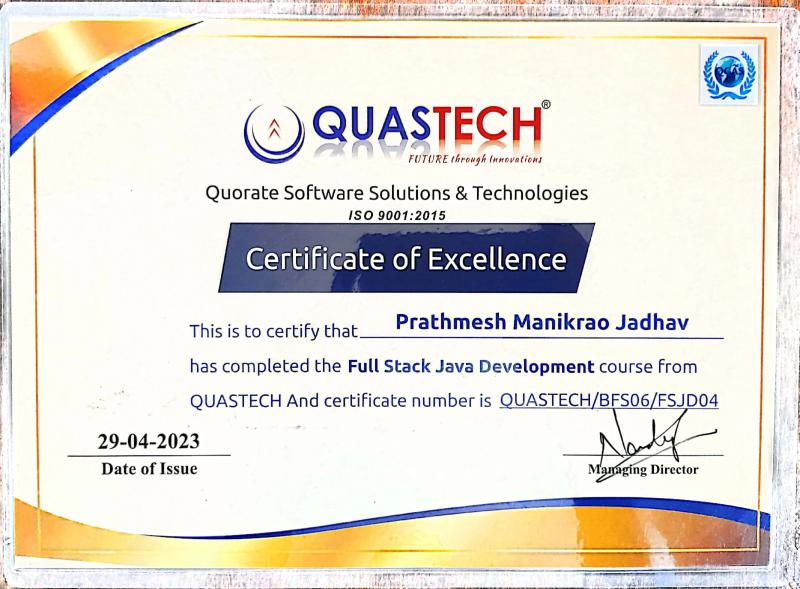 QUASTECH®
FUTURE through Innovations
Quorate Software Solutions & Technologies
ISO 9001:2015
Certificate of Excellence
This is to certify that Prathmesh Manikrao Jadhav
has completed the Full Stack Java Development course from
QUASTECH And certificate number is QUASTECH/BFS06/FSJD04
29-04-2023
Date of Issue
Managing Director